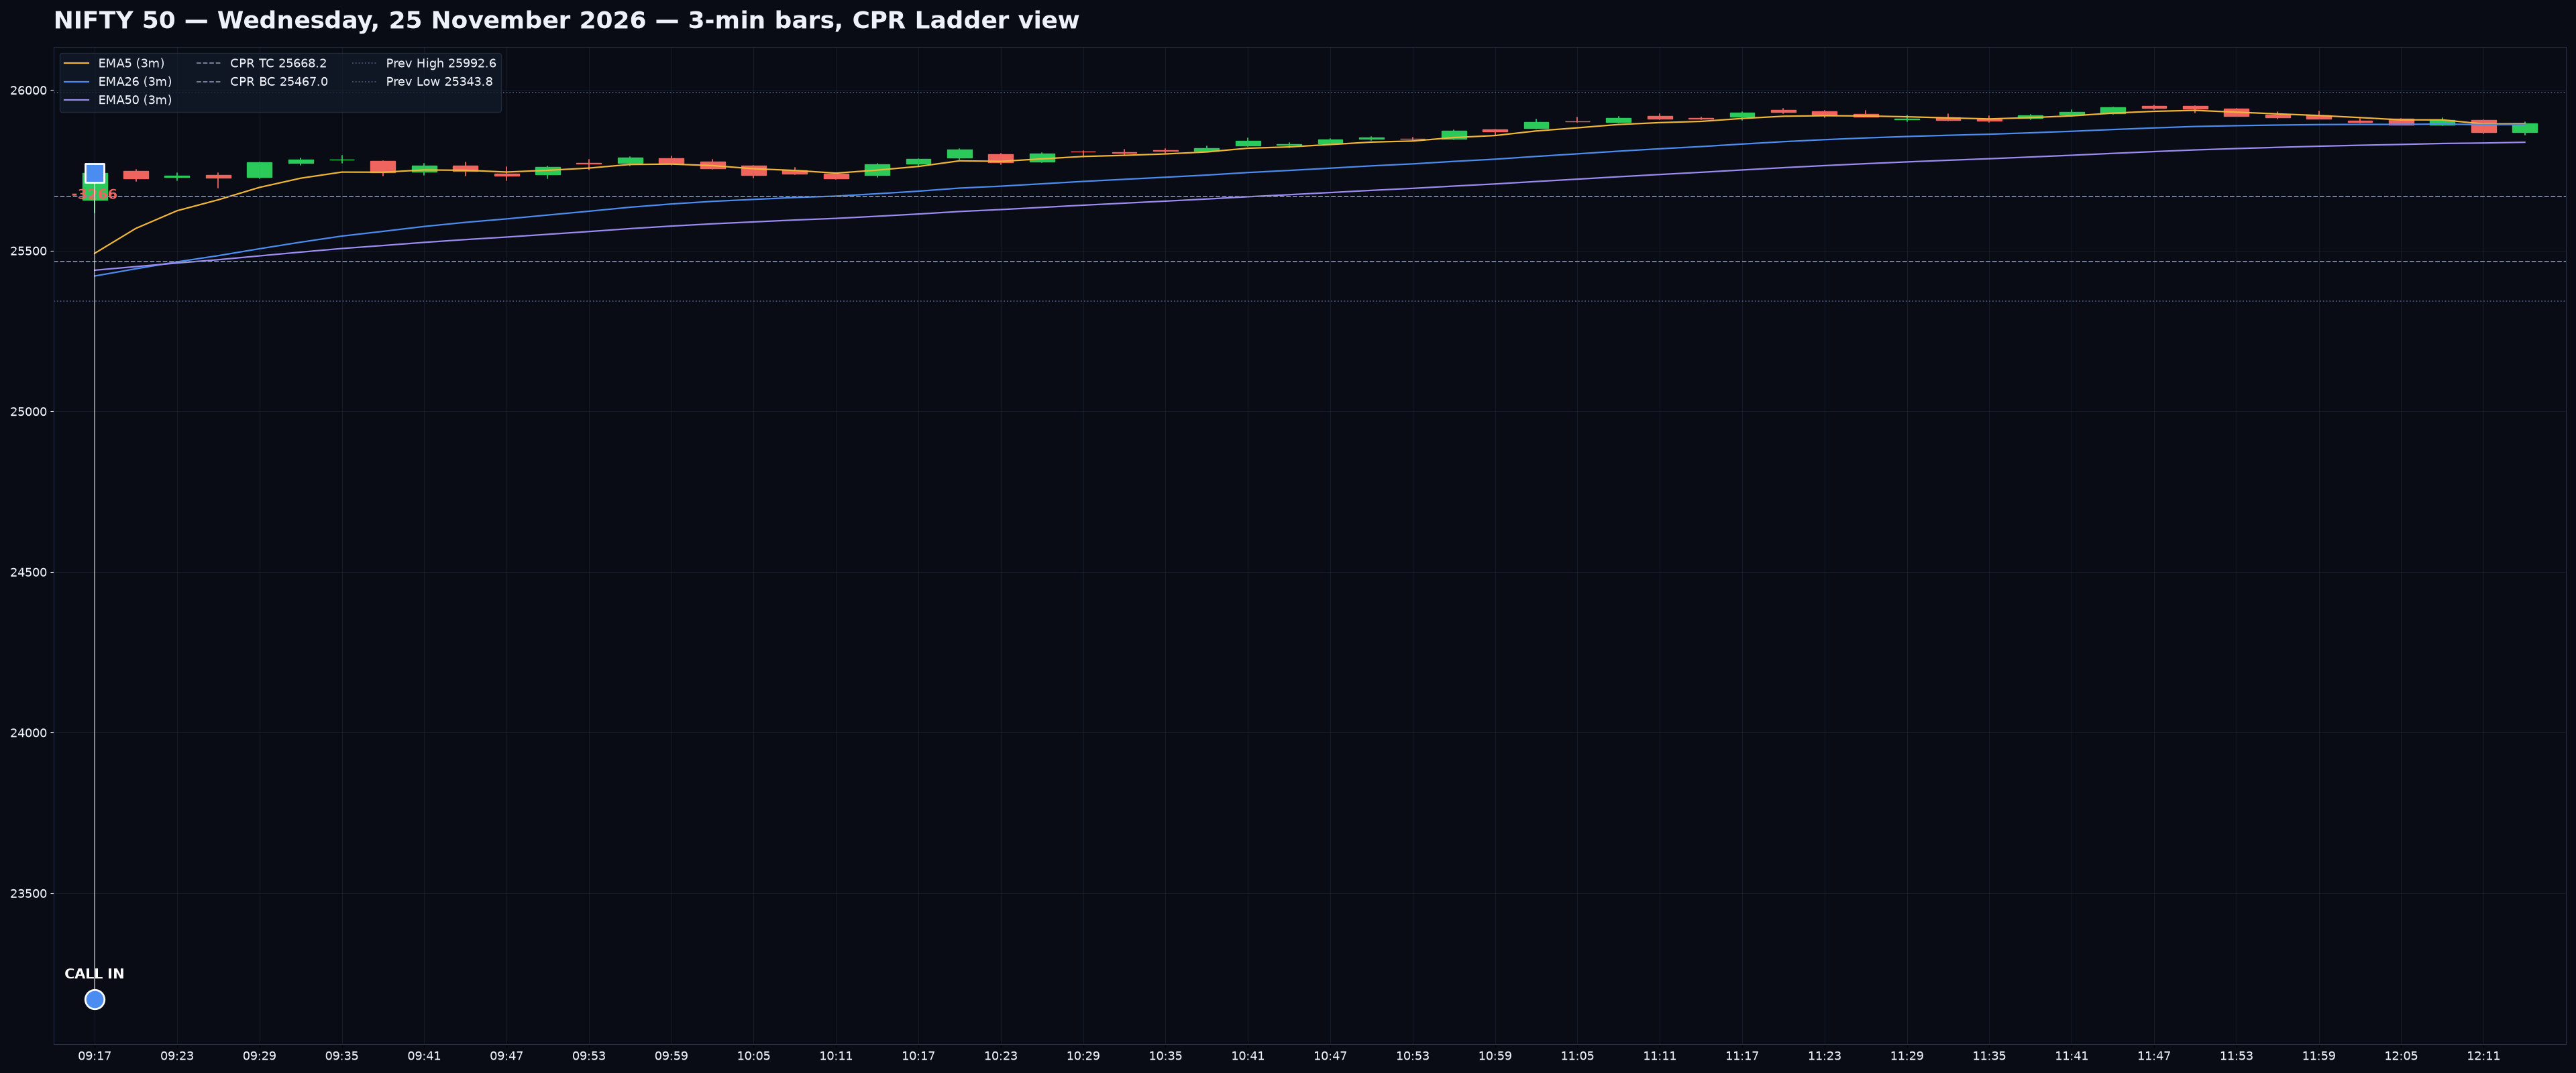 NIFTY 50 — Wednesday, 25 November 2026 — 3-min bars, CPR Ladder view
EMA5 (3m)
EMA26 (3m)
EMA50 (3m)
CPR TC 25668.2
CPR BC 25467.0
Prev High 25992.6
Prev Low 25343.8
26000
25500
25000
24500
24000
23500
CALL IN
09:17 09:23 09:29 09:35 09:41 09:47 09:53 09:59 10:05 10:11 10:17 10:23 10:29 10:35 10:41 10:47 10:53 10:59 11:05 11:11 11:17 11:23 11:29 11:35 11:41 11:47 11:53 11:59 12:05 12:11